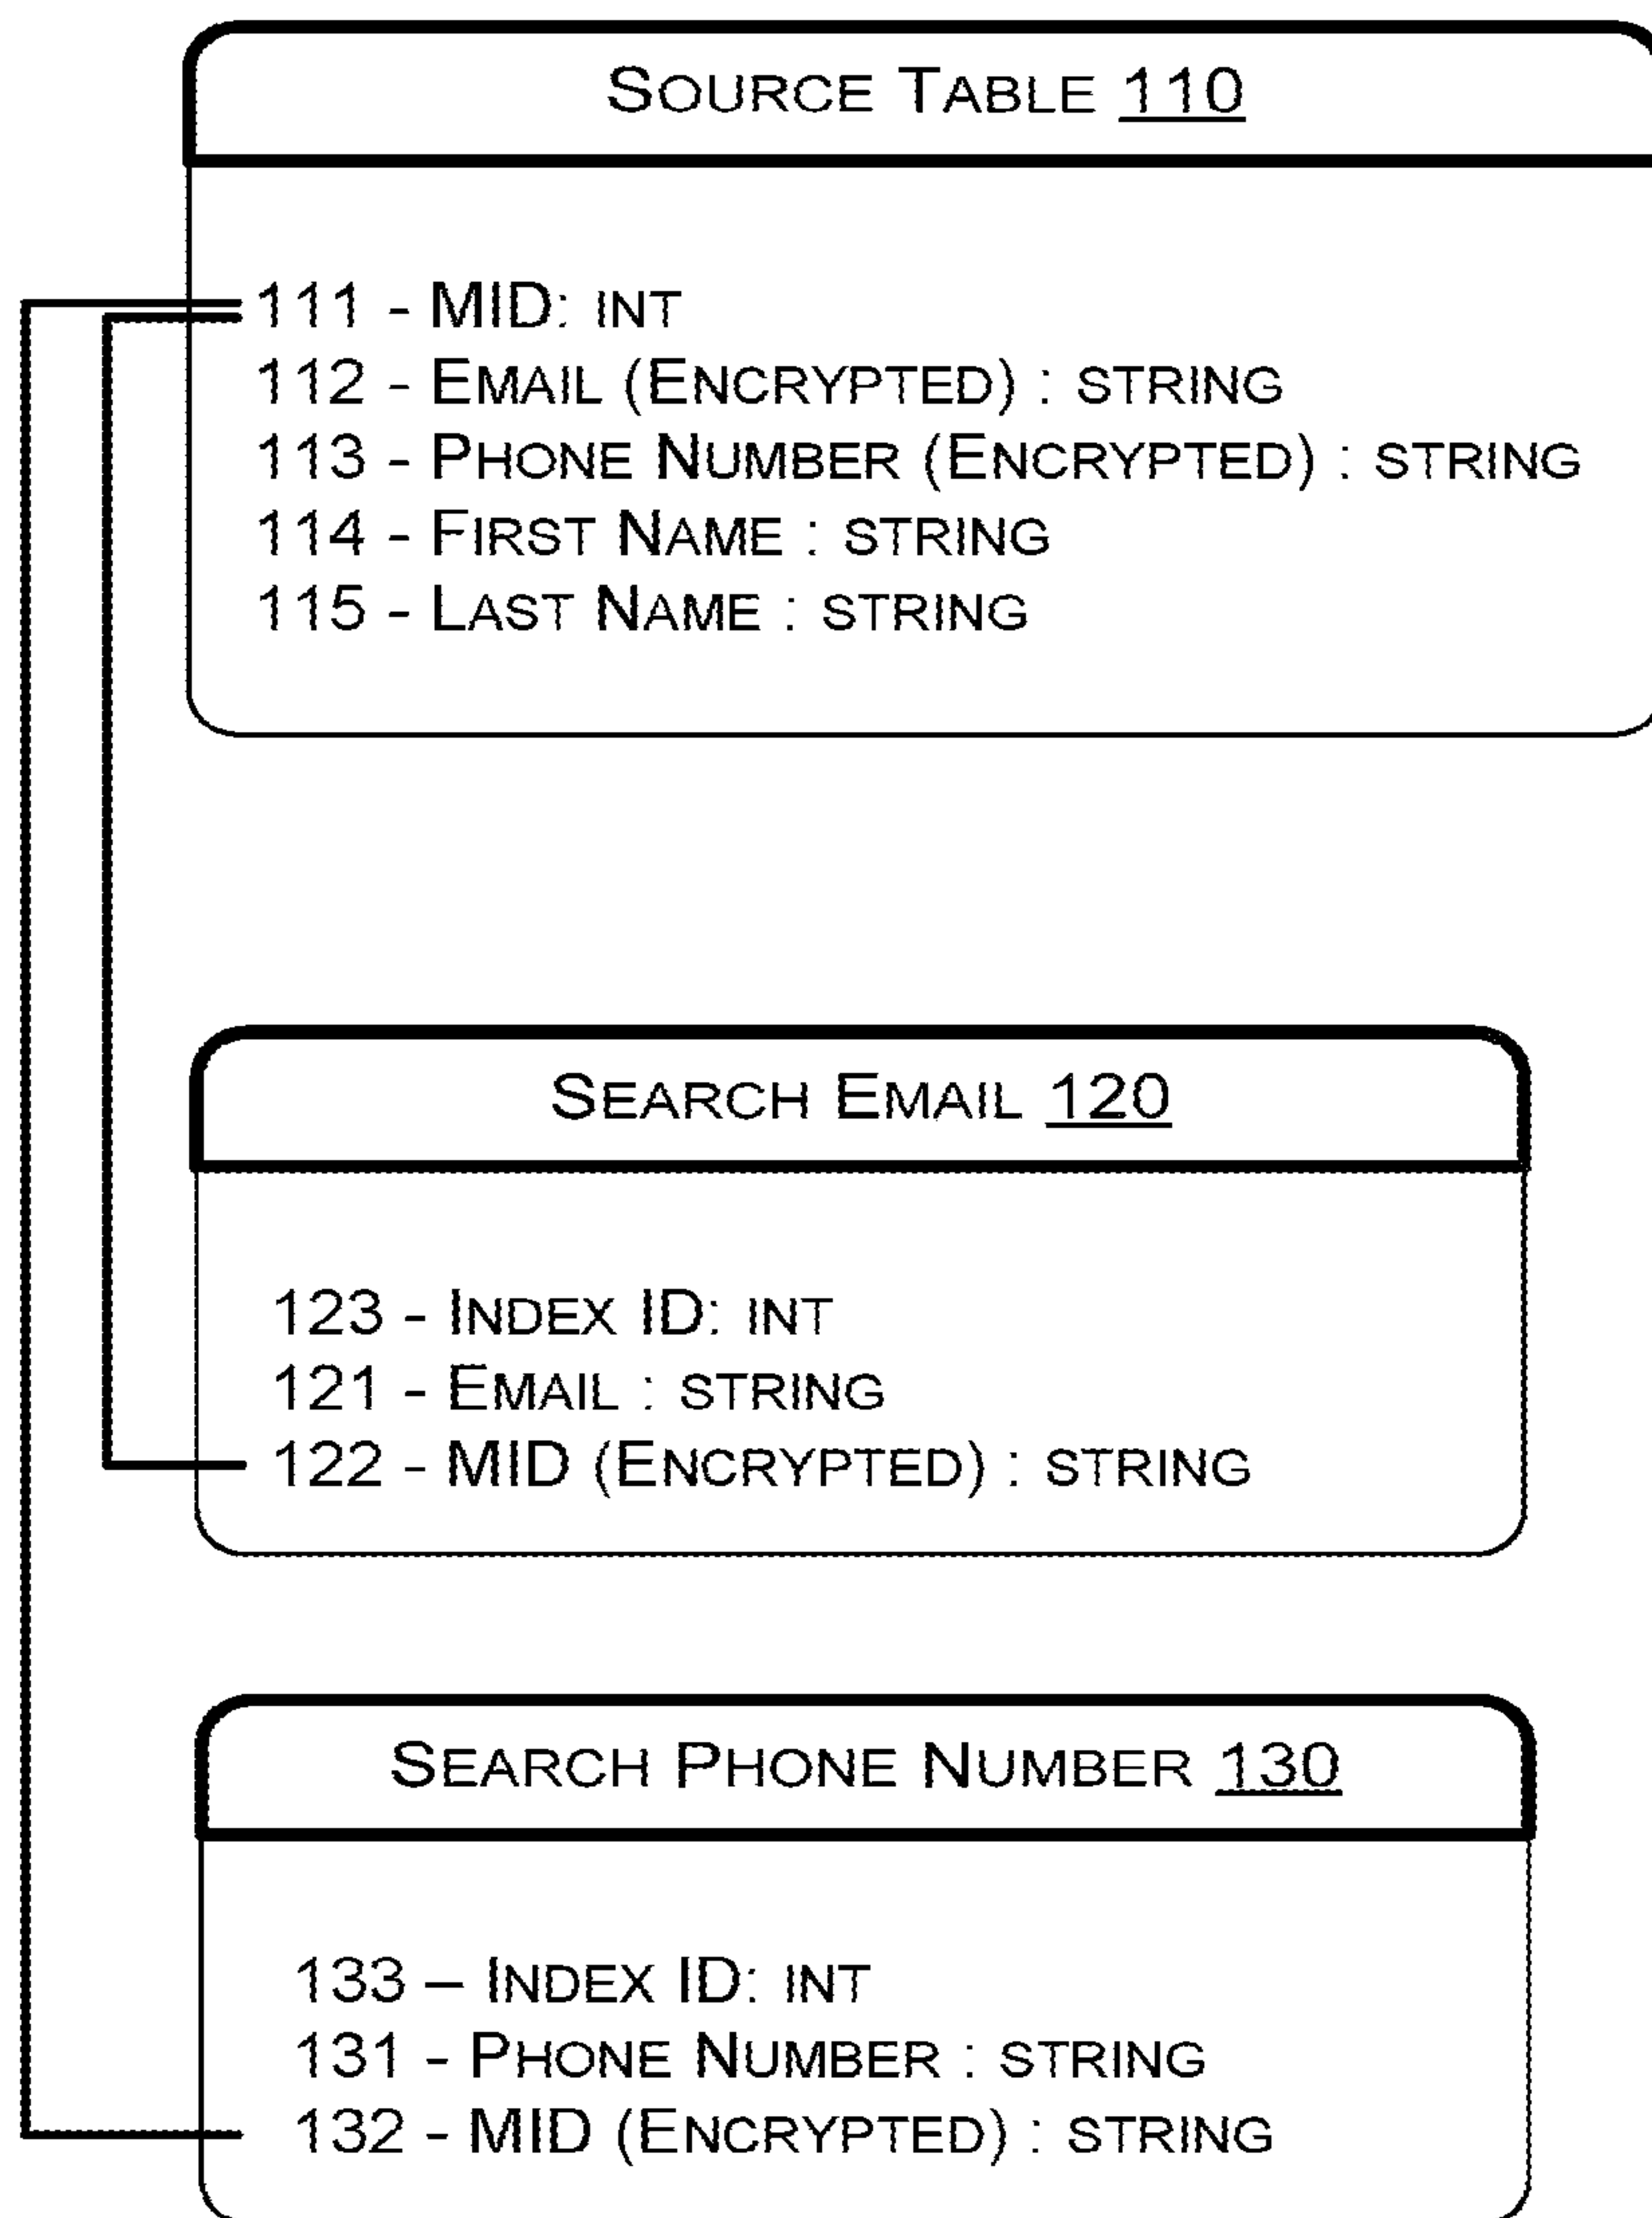 SOURCE TABLE 110
111 - MID: INT
112 - EMAIL (ENCRYPTED) : STRING
113 - PHONE NUMBER (ENCRYPTED) : STRING
114 - FIRST NAME : STRING
115 - LAST NAME : STRING
SEARCH EMAIL 120
123 - INDEX ID: INT
121 - EMAIL : STRING
122 - MID (ENCRYPTED) : STRING
SEARCH PHONE NUMBER 130
133 – INDEX ID: INT
131 - PHONE NUMBER : STRING
132 - MID (ENCRYPTED) : STRING